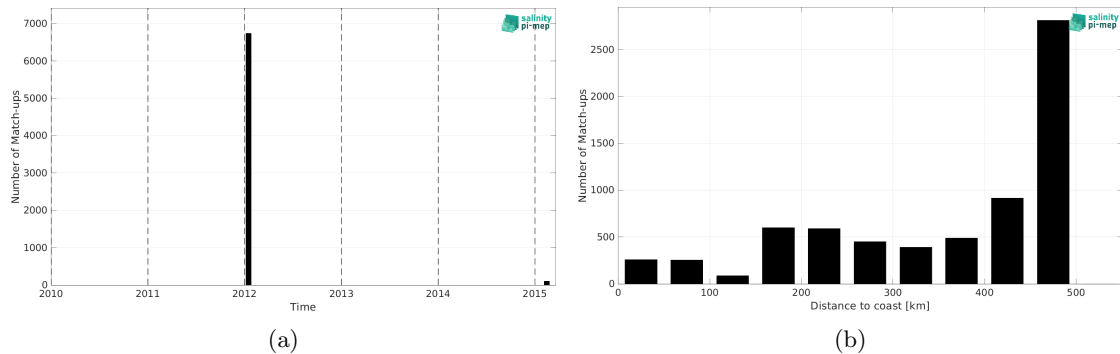 salinity
pi-mep
7000
6000
5000
4000
3000
2000
1000
0
Number of Match-ups
2010 2011 2012 2013 2014 2015
Time
(a)
salinity
pi-mep
2500
2000
1500
1000
500
0
Number of Match-ups
0 100 200 300 400 500
Distance to coast [km]
(b)